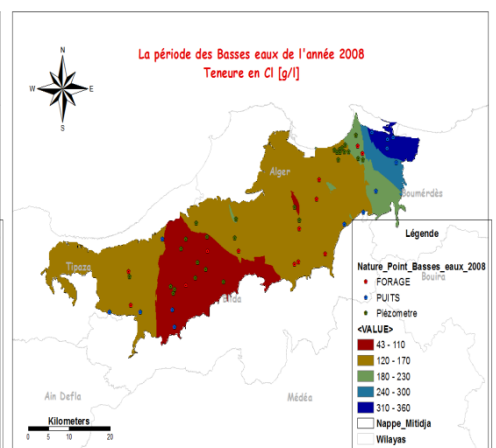 La période des Basses eaux de l'année 2008
Teneure en Cl [g/l]
N
W
E
S
Alger
Boumérdès
Tipaza
Blida
Bouira
Ain Defla
Médéa
Légende
Nature_Point_Basses_eaux_2008
FORAGE
PUITS
Piézometre
<VALUE>
43 - 110
120 - 170
180 - 230
240 - 300
310 - 360
Nappe_Mitidja
Wilayas
Kilometers
0 5 10 20